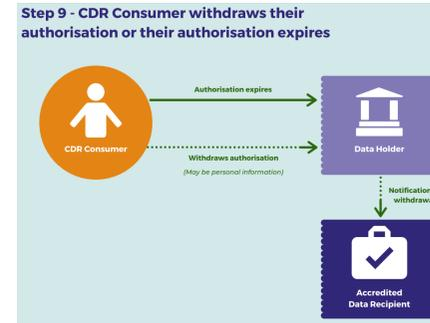 Step 9 - CDR Consumer withdraws their
authorisation or their authorisation expires
Authorisation expires
CDR Consumer
Data Holder
Withdraws authorisation
(May be personal information)
Notification
Accredited
Data Recipient